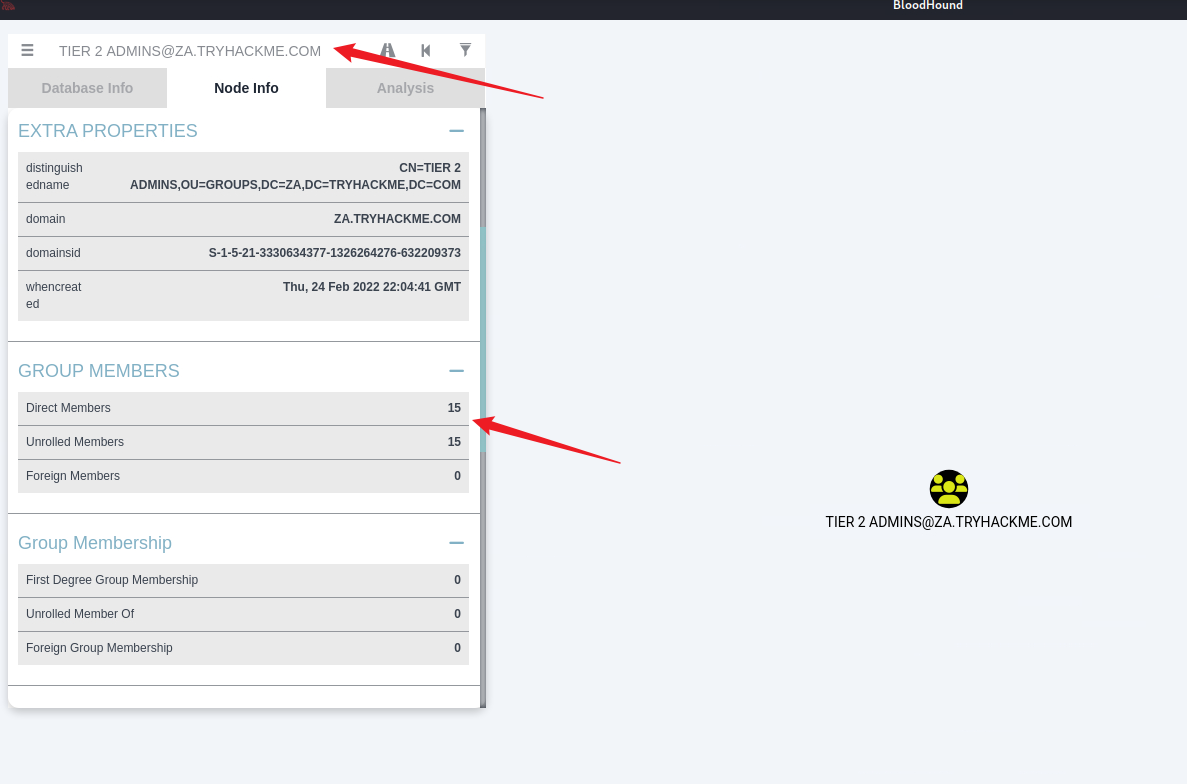 BloodHound
TIER 2 ADMINS@ZA.TRYHACKME.COM
Database Info
Node Info
Analysis
EXTRA PROPERTIES
distinguish
edname
CN=TIER 2
ADMINS,OU=GROUPS,DC=ZA,DC=TRYHACKME,DC=COM
domain
ZA.TRYHACKME.COM
domainsid
S-1-5-21-3330634377-1326264276-632209373
whencreat
ed
Thu, 24 Feb 2022 22:04:41 GMT
GROUP MEMBERS
Direct Members
15
Unrolled Members
15
Foreign Members
0
Group Membership
First Degree Group Membership
0
Unrolled Member Of
0
Foreign Group Membership
0
TIER 2 ADMINS@ZA.TRYHACKME.COM